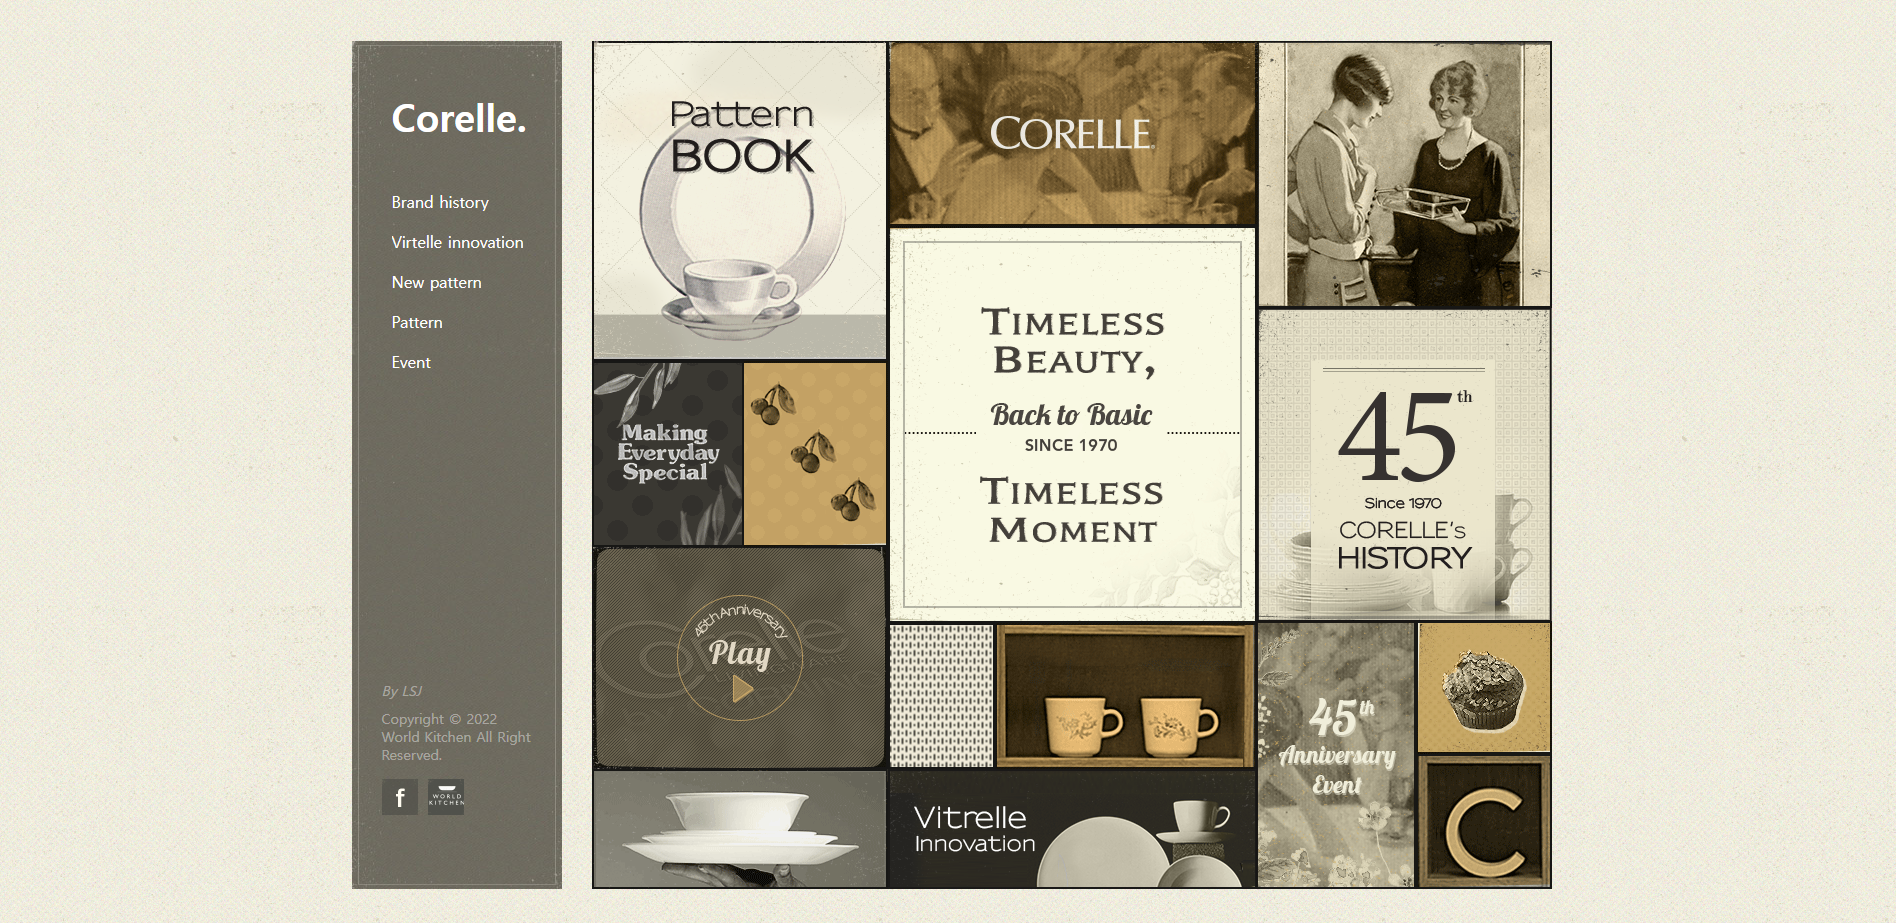 Corelle.
Brand history
Virtelle innovation
New pattern
Pattern
Event
By LSJ
Copyright © 2022
World Kitchen All Right
Reserved.
f
WORLD
KITCHEN
Pattern
BOOK
CORELLE®
TIMELESS
BEAUTY,
Back to Basic
SINCE 1970
TIMELESS
MOMENT
45th
Since 1970
CORELLE's
HISTORY
Making
Everyday
Special
45th Anniversary
Play
Vitrelle
Innovation
45th
Anniversary
Event
C